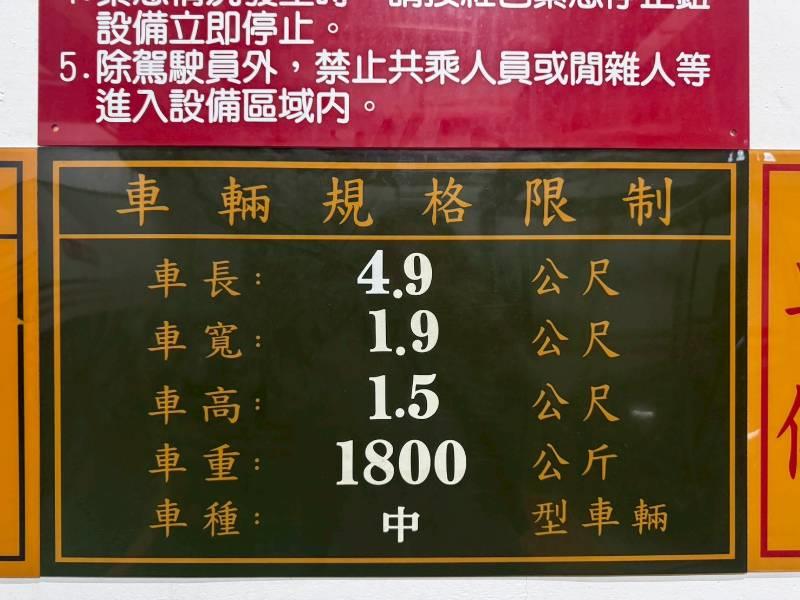 設備立即停止。
5.除駕駛員外，禁止共乘人員或閒雜人等
進入設備區域内。
車輛規格限制
車長: 4.9 公尺
車寬: 1.9 公尺
車高: 1.5 公尺
車重: 1800 公斤
車種: 中 型車輛